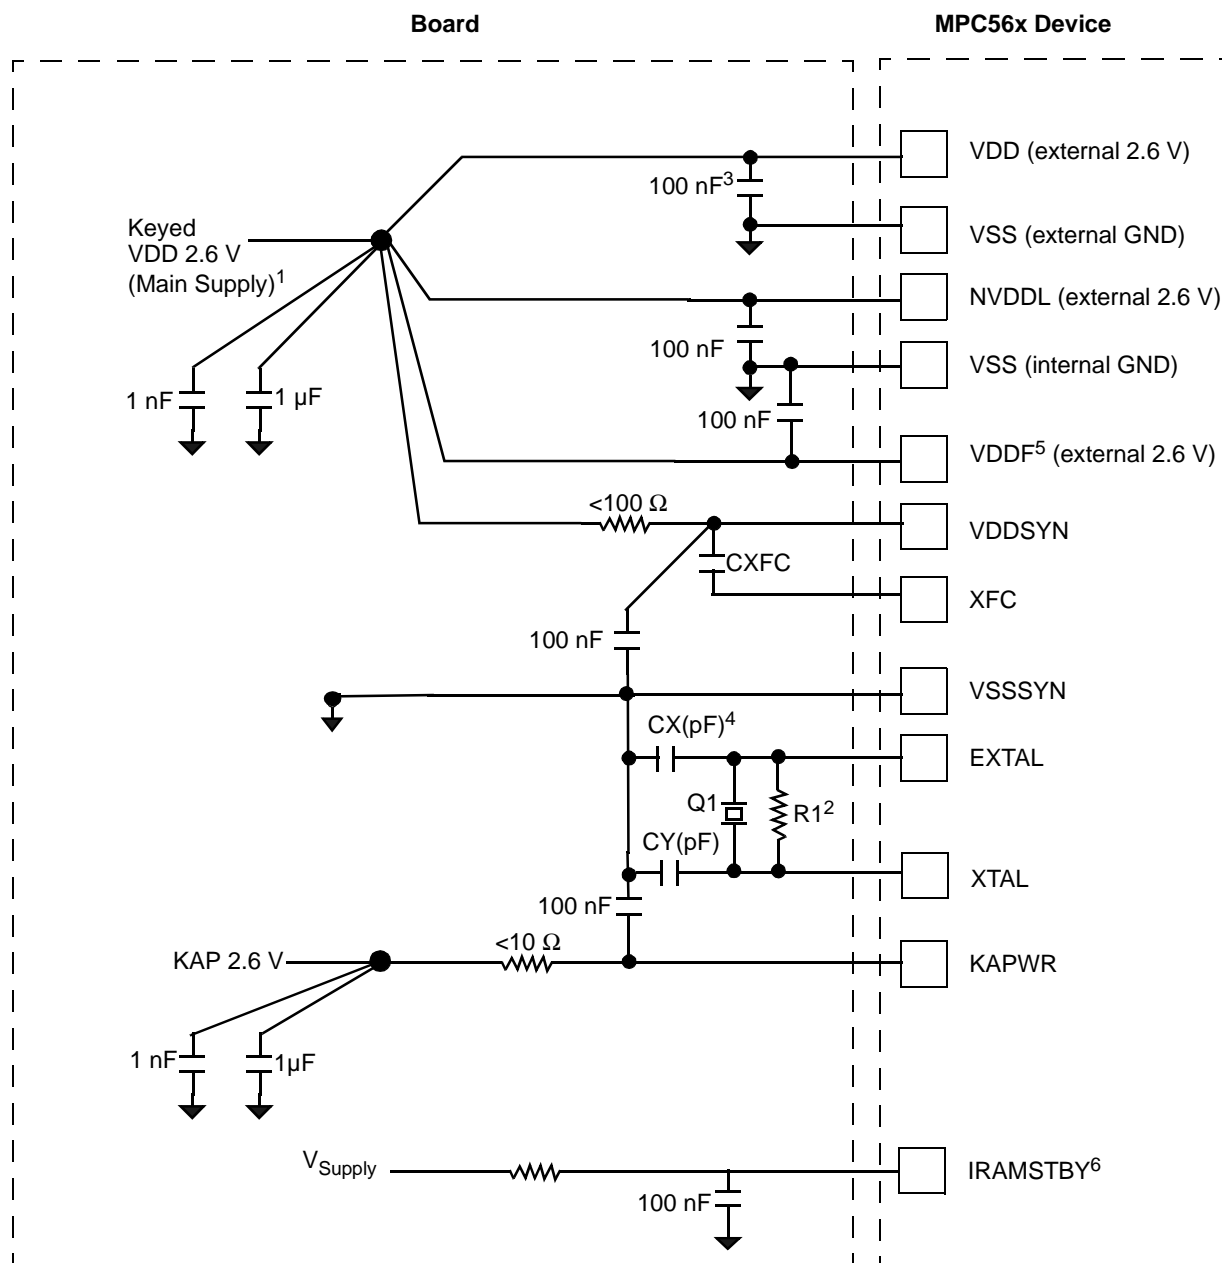 Board
MPC56x Device
VDD (external 2.6 V)
100 nF3
Keyed
VDD 2.6 V
(Main Supply)1
VSS (external GND)
NVDDL (external 2.6 V)
100 nF
VSS (internal GND)
1 nF
1 µF
100 nF
VDDF5 (external 2.6 V)
<100 Ω
VDDSYN
CXFC
XFC
100 nF
VSSSYN
CX(pF)4
EXTAL
Q1
R12
CY(pF)
XTAL
100 nF
<10 Ω
KAP 2.6 V
KAPWR
1 nF
1µF
VSupply
IRAMSTBY6
100 nF